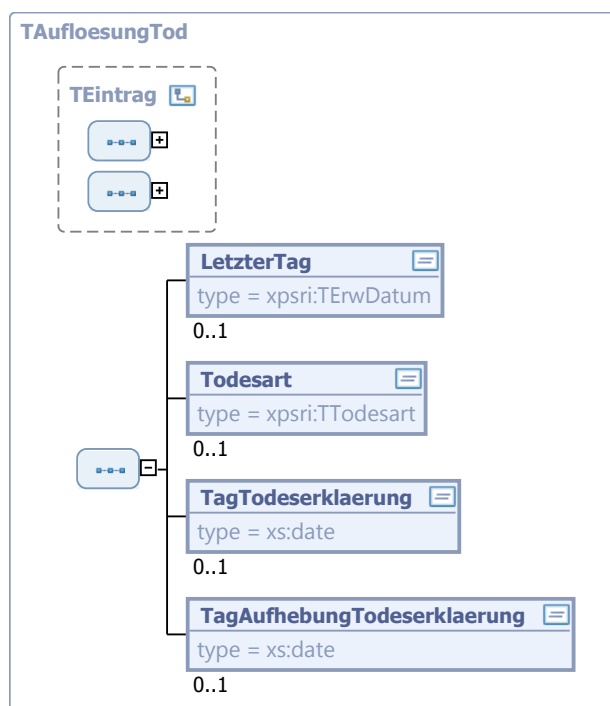 TAufloesungTod
TEintrag
LetzterTag
type = xpsri:TErwDatum
0..1
Todesart
type = xpsri:TTodesart
0..1
TagTodeserklaerung
type = xs:date
0..1
TagAufhebungTodeserklaerung
type = xs:date
0..1